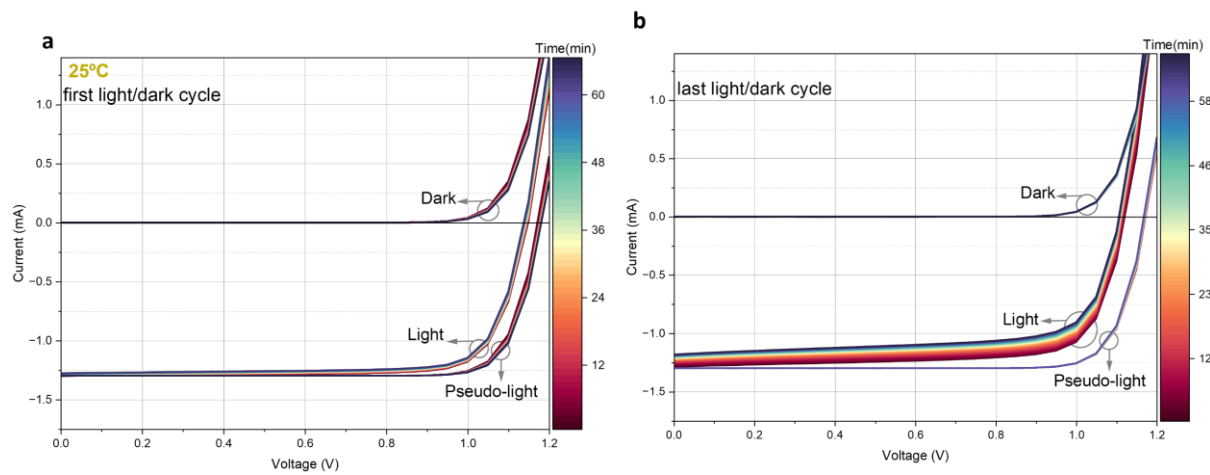 a
Time(min)
25ºC
first light/dark cycle
1.0
0.5
0.0
−0.5
−1.0
−1.5
Current (mA)
Dark
Light
Pseudo-light
0.0
0.2
0.4
0.6
0.8
1.0
1.2
Voltage (V)
60
48
36
24
12
b
Time(min)
last light/dark cycle
1.0
0.5
0.0
−0.5
−1.0
−1.5
Current (mA)
Dark
Light
Pseudo-light
0.0
0.2
0.4
0.6
0.8
1.0
1.2
Voltage (V)
58
46
35
23
12